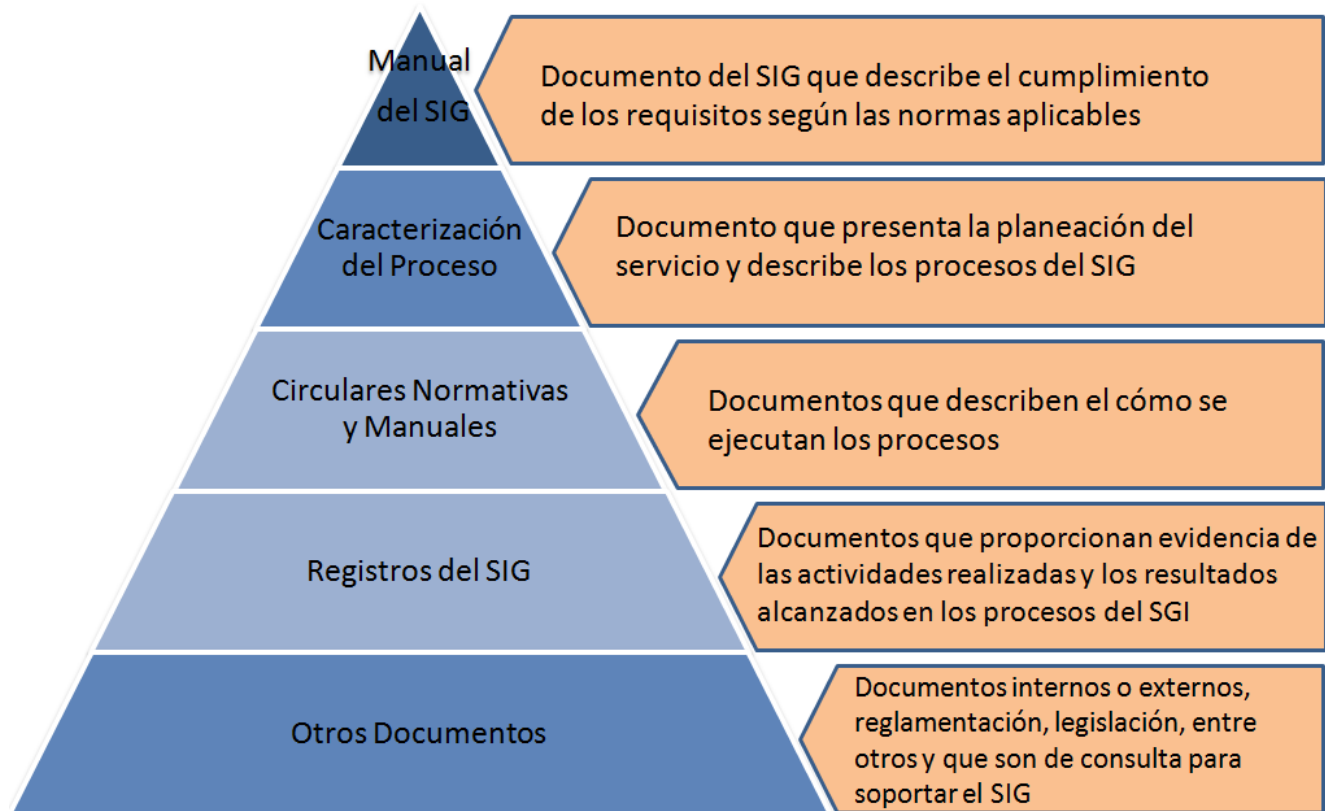 Manual
del SIG
Documento del SIG que describe el cumplimiento
de los requisitos según las normas aplicables
Caracterización
del Proceso
Documento que presenta la planeación del
servicio y describe los procesos del SIG
Circulares Normativas
y Manuales
Documentos que describen el cómo se
ejecutan los procesos
Registros del SIG
Documentos que proporcionan evidencia de
las actividades realizadas y los resultados
alcanzados en los procesos del SGI
Otros Documentos
Documentos internos o externos,
reglamentación, legislación, entre
otros y que son de consulta para
soportar el SIG